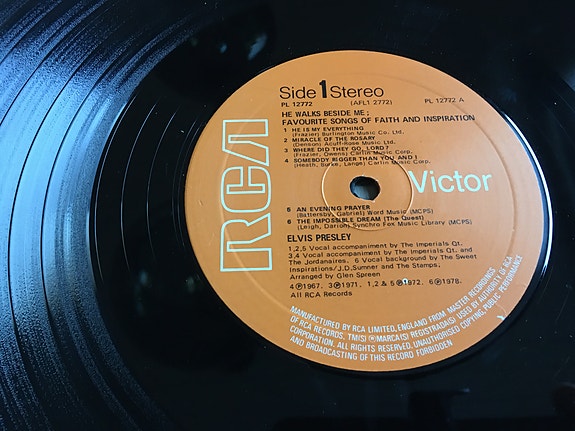 Side 1 Stereo
PL 12772 (AFL1 2772) PL 12772 A
HE WALKS BESIDE ME;
FAVOURITE SONGS OF FAITH AND INSPIRATION
1 HE IS MY EVERYTHING
(Frazier) Burlington Music Co. Ltd.
2 MIRACLE OF THE ROSARY
(Denson) Acuff-Rose Music Ltd.
3 WHERE DID THEY GO, LORD?
(Frazier, Owens) Carlin Music Corp.
4 SOMEBODY BIGGER THAN YOU AND I
(Heath, Burke, Lange) Carlin Music Corp.
RCA Victor
5 AN EVENING PRAYER
(Battersby, Gabriel) Word Music (MCPS)
6 THE IMPOSSIBLE DREAM (The Quest)
(Leigh, Darion) Synchro Fox Music Library (MCPS)
ELVIS PRESLEY
1,2,5 Vocal accompaniment by The Imperials Qt.
3,4 Vocal accompaniment by The Imperials Qt. and
The Jordanaires. 6 Vocal background by The Sweet
Inspirations/J.D.Sumner and The Stamps,
Arranged by Glen Spreen
4℗1967. 3℗1971. 1,2 & 5℗1972. 6℗1978.
All RCA Records
MANUFACTURED BY RCA LIMITED, ENGLAND FROM MASTER RECORDINGS
OF RCA RECORDS. TM(S) ® MARCA(S) REGISTRADA(S) USED BY AUTHORITY OF RCA
CORPORATION. ALL RIGHTS RESERVED. UNAUTHORISED COPYING, PUBLIC PERFORMANCE
AND BROADCASTING OF THIS RECORD FORBIDDEN